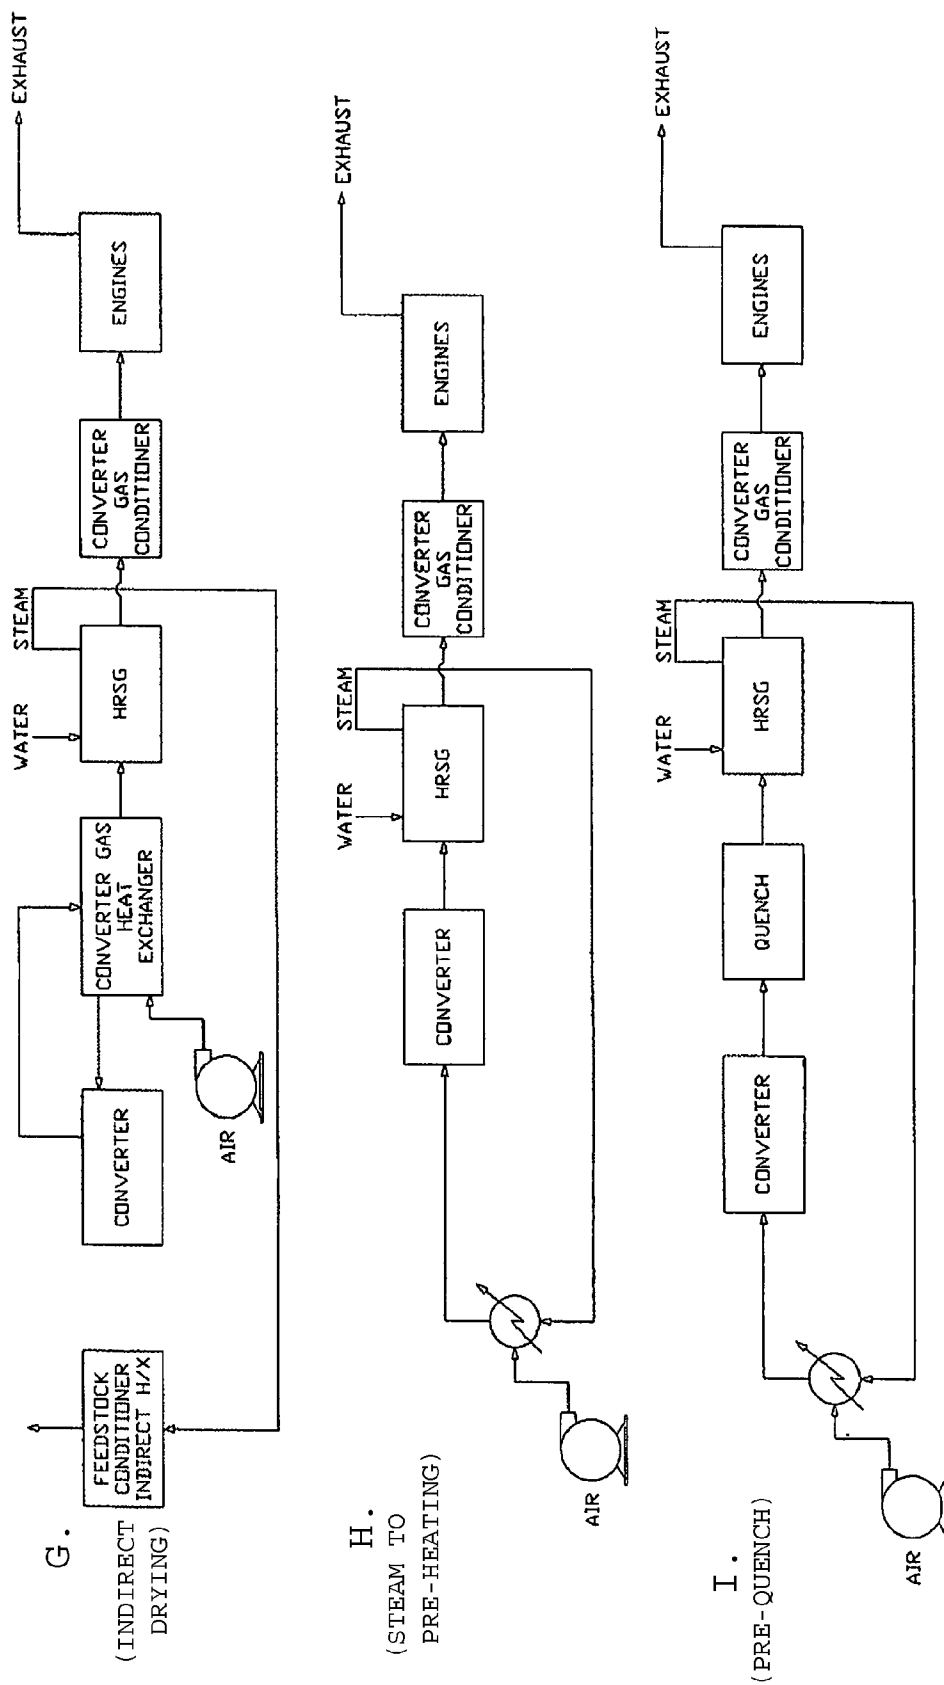 G.
(INDIRECT
DRYING)
FEEDSTOCK
CONDITIONER
INDIRECT H/X
CONVERTER
AIR
CONVERTER GAS
HEAT
EXCHANGER
WATER
STEAM
HRSG
CONVERTER
GAS
CONDITIONER
ENGINES
EXHAUST
H.
(STEAM TO
PRE-HEATING)
AIR
CONVERTER
WATER
STEAM
HRSG
CONVERTER
GAS
CONDITIONER
ENGINES
EXHAUST
I.
(PRE-QUENCH)
AIR
CONVERTER
QUENCH
WATER
STEAM
HRSG
CONVERTER
GAS
CONDITIONER
ENGINES
EXHAUST